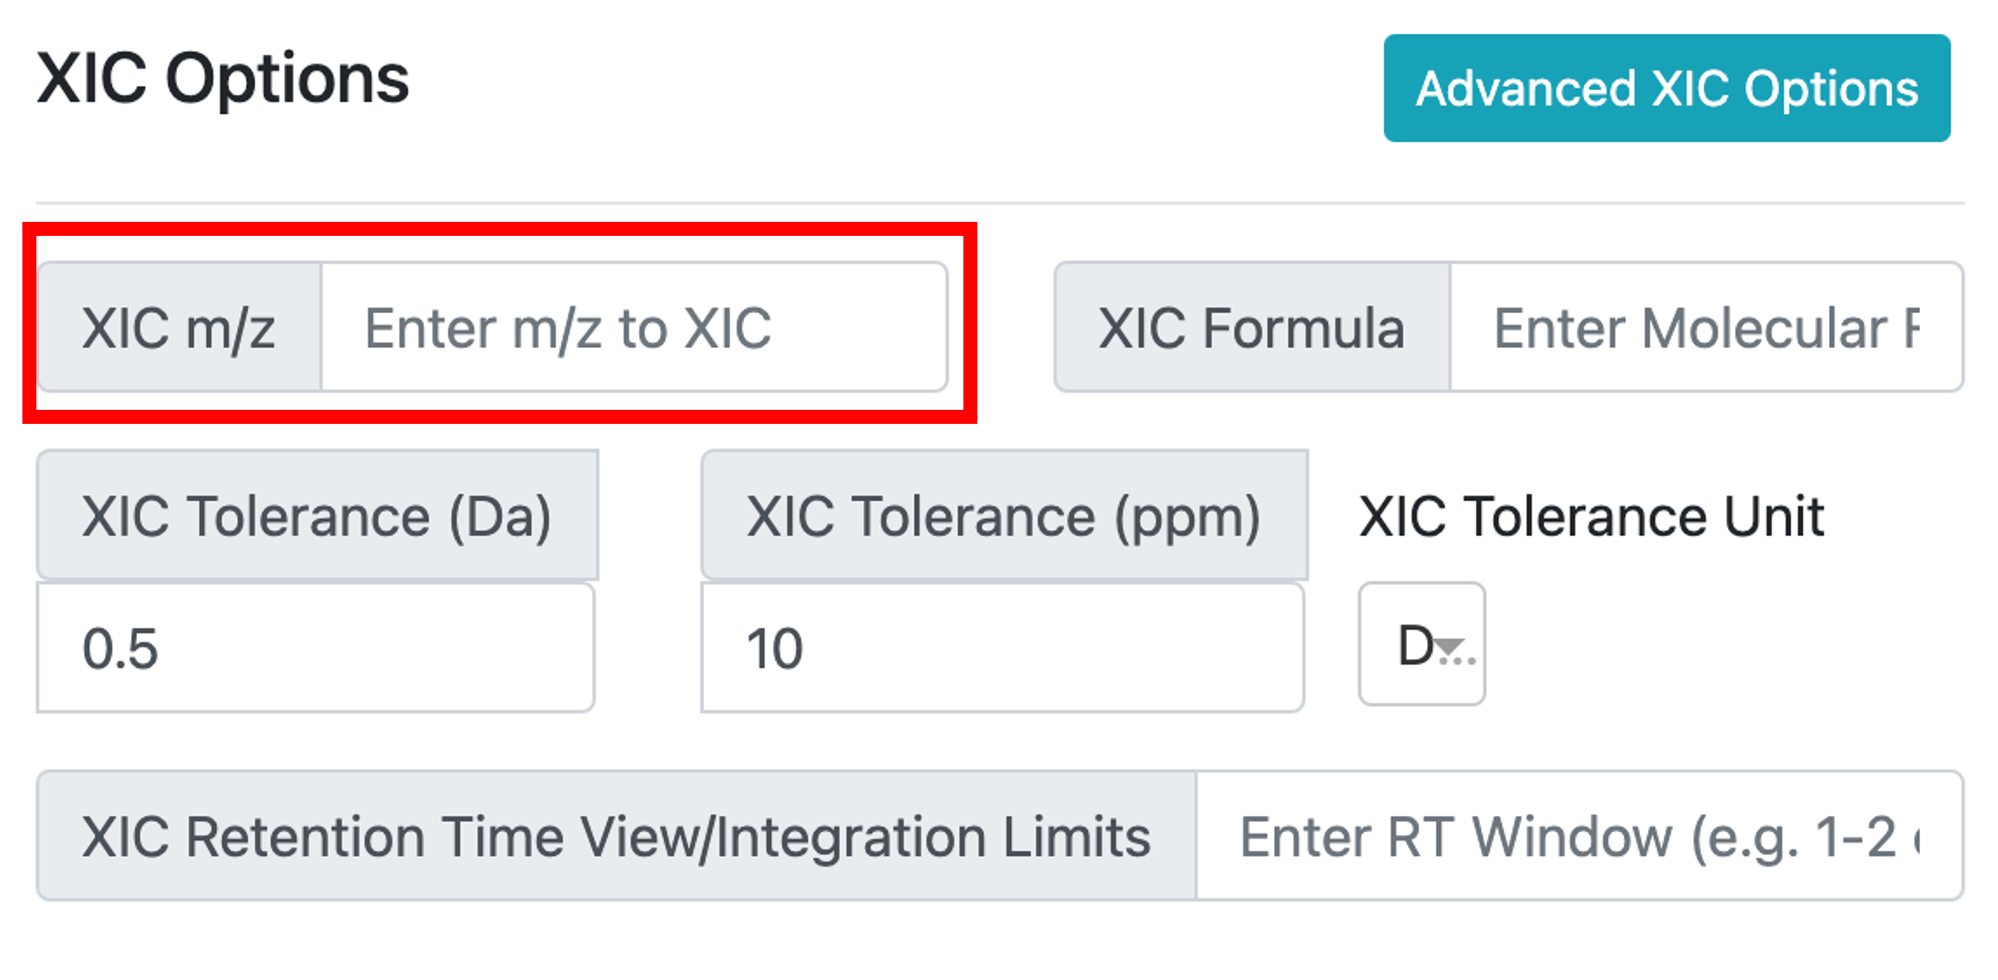 XIC Options
Advanced XIC Options
XIC m/z
Enter m/z to XIC
XIC Formula
Enter Molecular
XIC Tolerance (Da)
XIC Tolerance (ppm)
XIC Tolerance Unit
0.5
10
D...
XIC Retention Time View/Integration Limits
Enter RT Window (e.g. 1-2